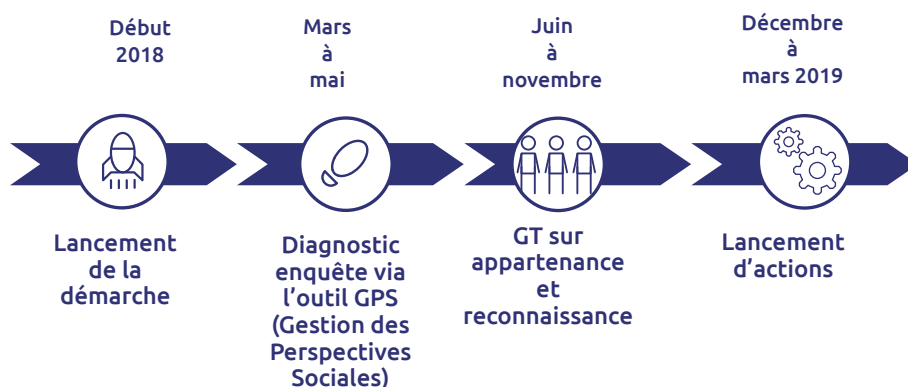 Début
2018
Mars
à
mai
Juin
à
novembre
Décembre
à
mars 2019
Lancement
de la
démarche
Diagnostic
enquête via
l’outil GPS
(Gestion des
Perspectives
Sociales)
GT sur
appartenance
et
reconnaissance
Lancement
d’actions